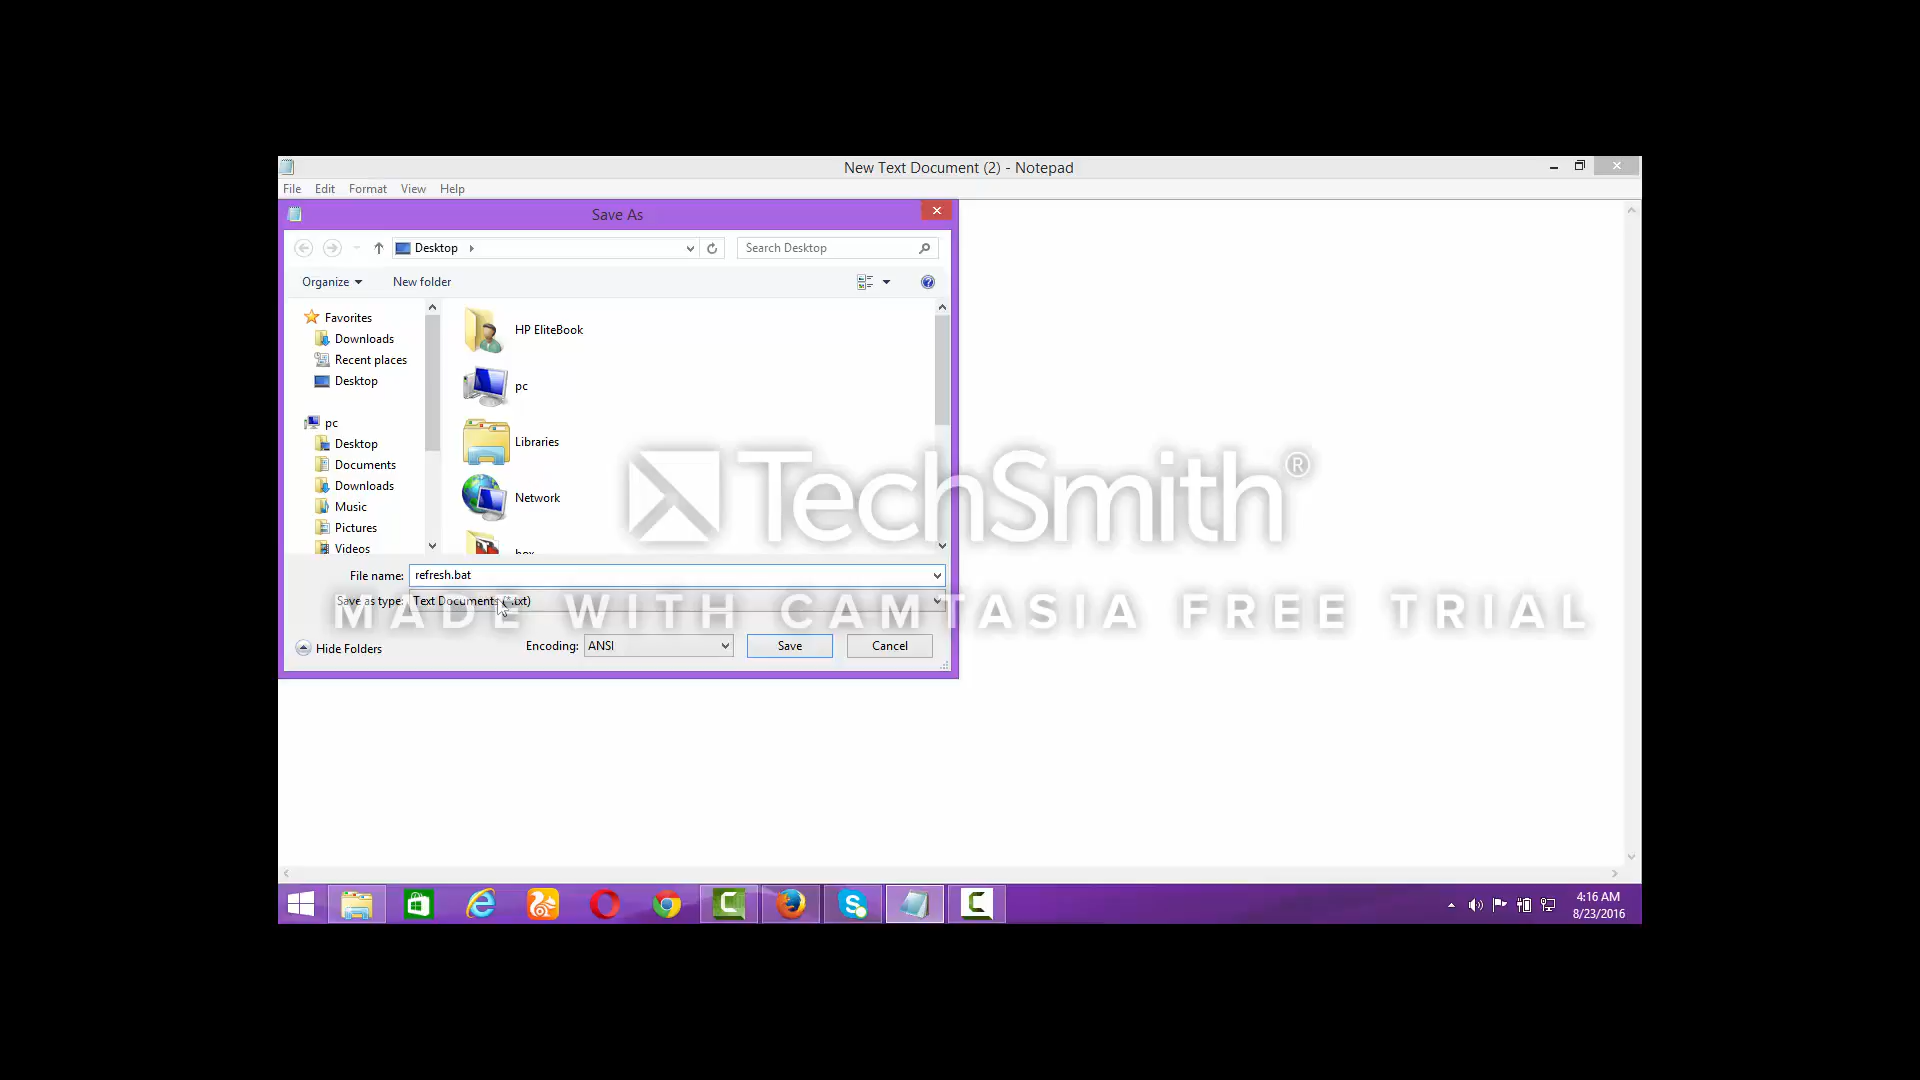 New Text Document (2) - Notepad
File Edit Format View Help
Save As
Desktop
Search Desktop
Organize New folder
Favorites
Downloads
Recent places
Desktop
pc
Desktop
Documents
Downloads
Music
Pictures
Videos
HP EliteBook
pc
Libraries
Network
TechSmith®
File name: refresh.bat
Save as type: Text Documents (*.txt)
MADE WITH CAMTASIA FREE TRIAL
Hide Folders
Encoding: ANSI
Save
Cancel
4:16 AM
8/23/2016